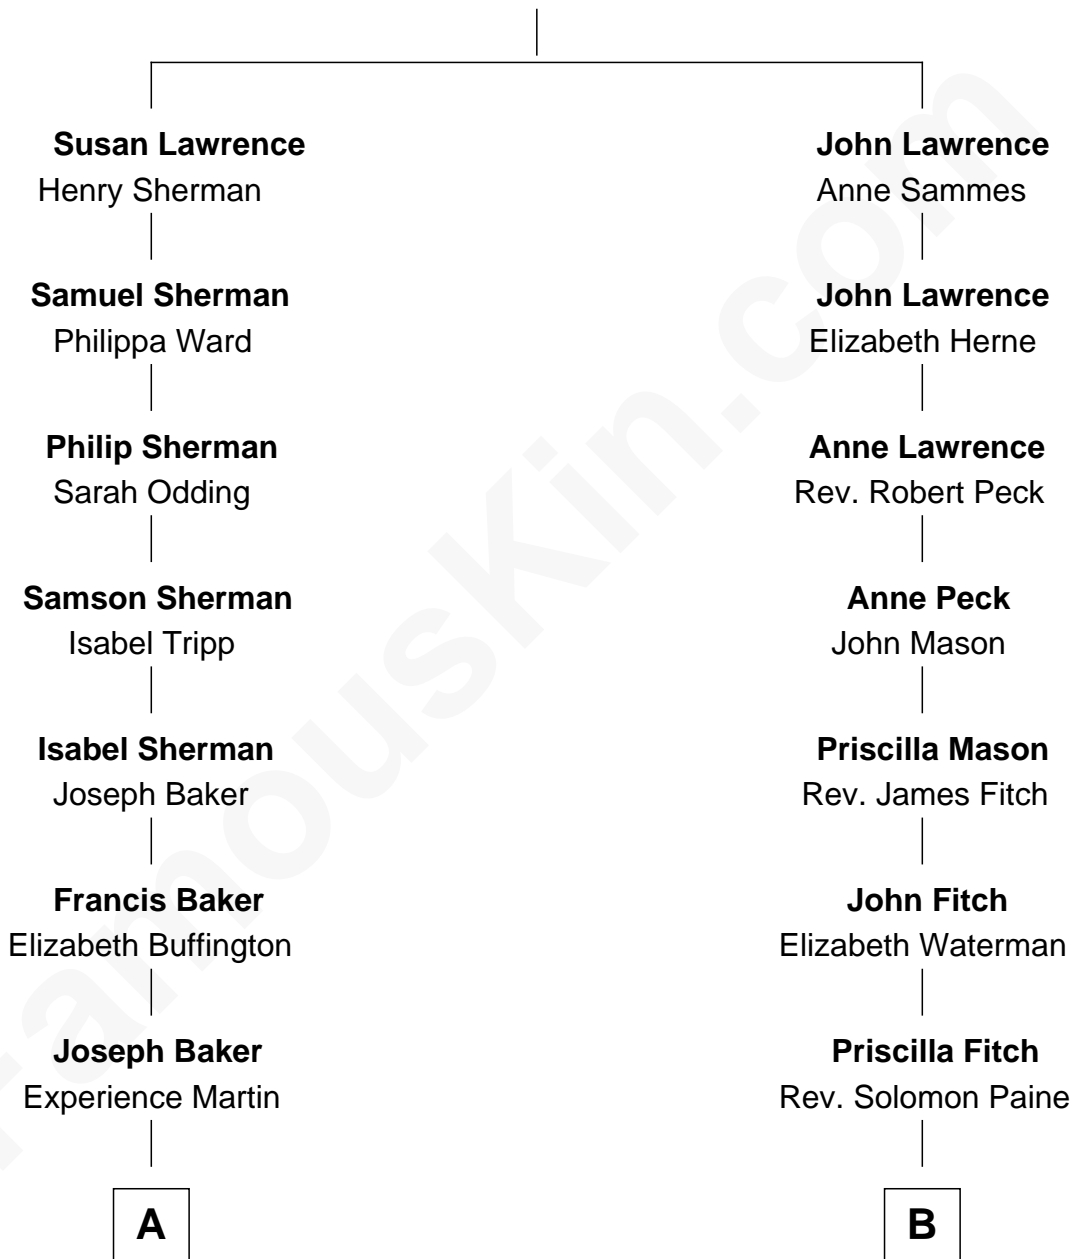 Susan Lawrence
Henry Sherman
John Lawrence
Anne Sammes
Samuel Sherman
Philippa Ward
John Lawrence
Elizabeth Herne
Philip Sherman
Sarah Odding
Anne Lawrence
Rev. Robert Peck
Samson Sherman
Isabel Tripp
Anne Peck
John Mason
Isabel Sherman
Joseph Baker
Priscilla Mason
Rev. James Fitch
Francis Baker
Elizabeth Buffington
John Fitch
Elizabeth Waterman
Joseph Baker
Experience Martin
Priscilla Fitch
Rev. Solomon Paine
A
B
FamousKin.com